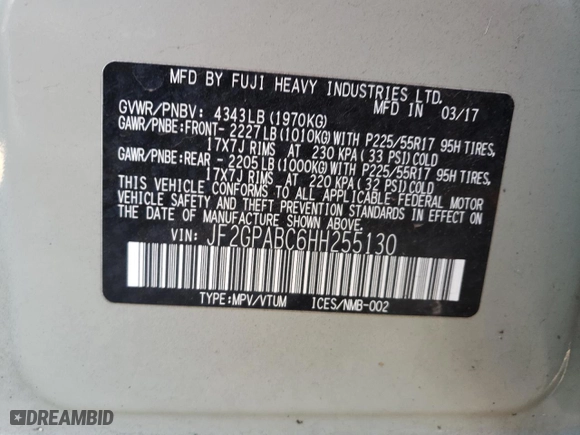 MFD BY FUJI HEAVY INDUSTRIES LTD.
MFD IN 03/17
GVWR/PNBV: 4343LB(1970KG)
GAWR/PNBE:FRONT- 2227LB(1010KG)WITH P225/55R17 95H TIRES,
17X7J RIMS AT 230 KPA(33 PSI)COLD
GAWR/PNBE:REAR - 2205LB(1000KG)WITH P225/55R17 95H TIRES,
17X7J RIMS AT 220 KPA(32 PSI)COLD
THIS VEHICLE CONFORMS TO ALL APPLICABLE FEDERAL MOTOR
VEHICLE SAFETY AND THEFT PREVENTION STANDARDS IN EFFECT
ON THE DATE OF MANUFACTURE SHOWN ABOVE.
VIN: JF2GPABC6HH255130
TYPE:MPV/VTUM ICES/NMB-002
DREAMBID